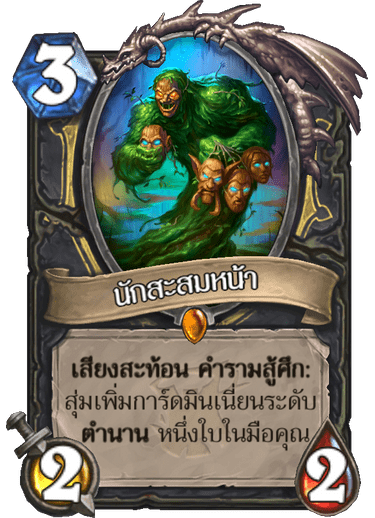 3
นักสะสมหน้า
เสียงสะท้อน คำรามสู้ศึก:
สุ่มเพิ่มการ์ดมินเนี่ยนระดับ
ตำนาน หนึ่งใบในมือคุณ
2
2